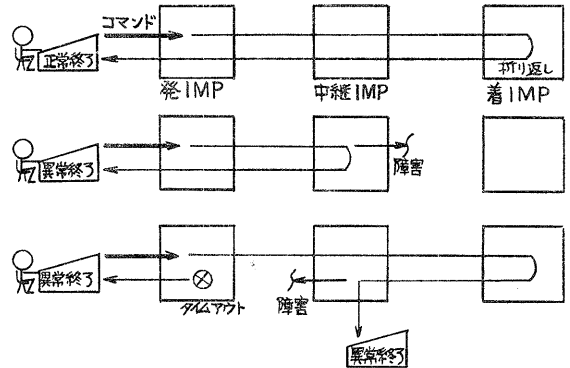 コマンド
正常終了
折り返し
発IMP
中継IMP
着IMP
異常終了
障害
異常終了
タイムアウト
障害
異常終了